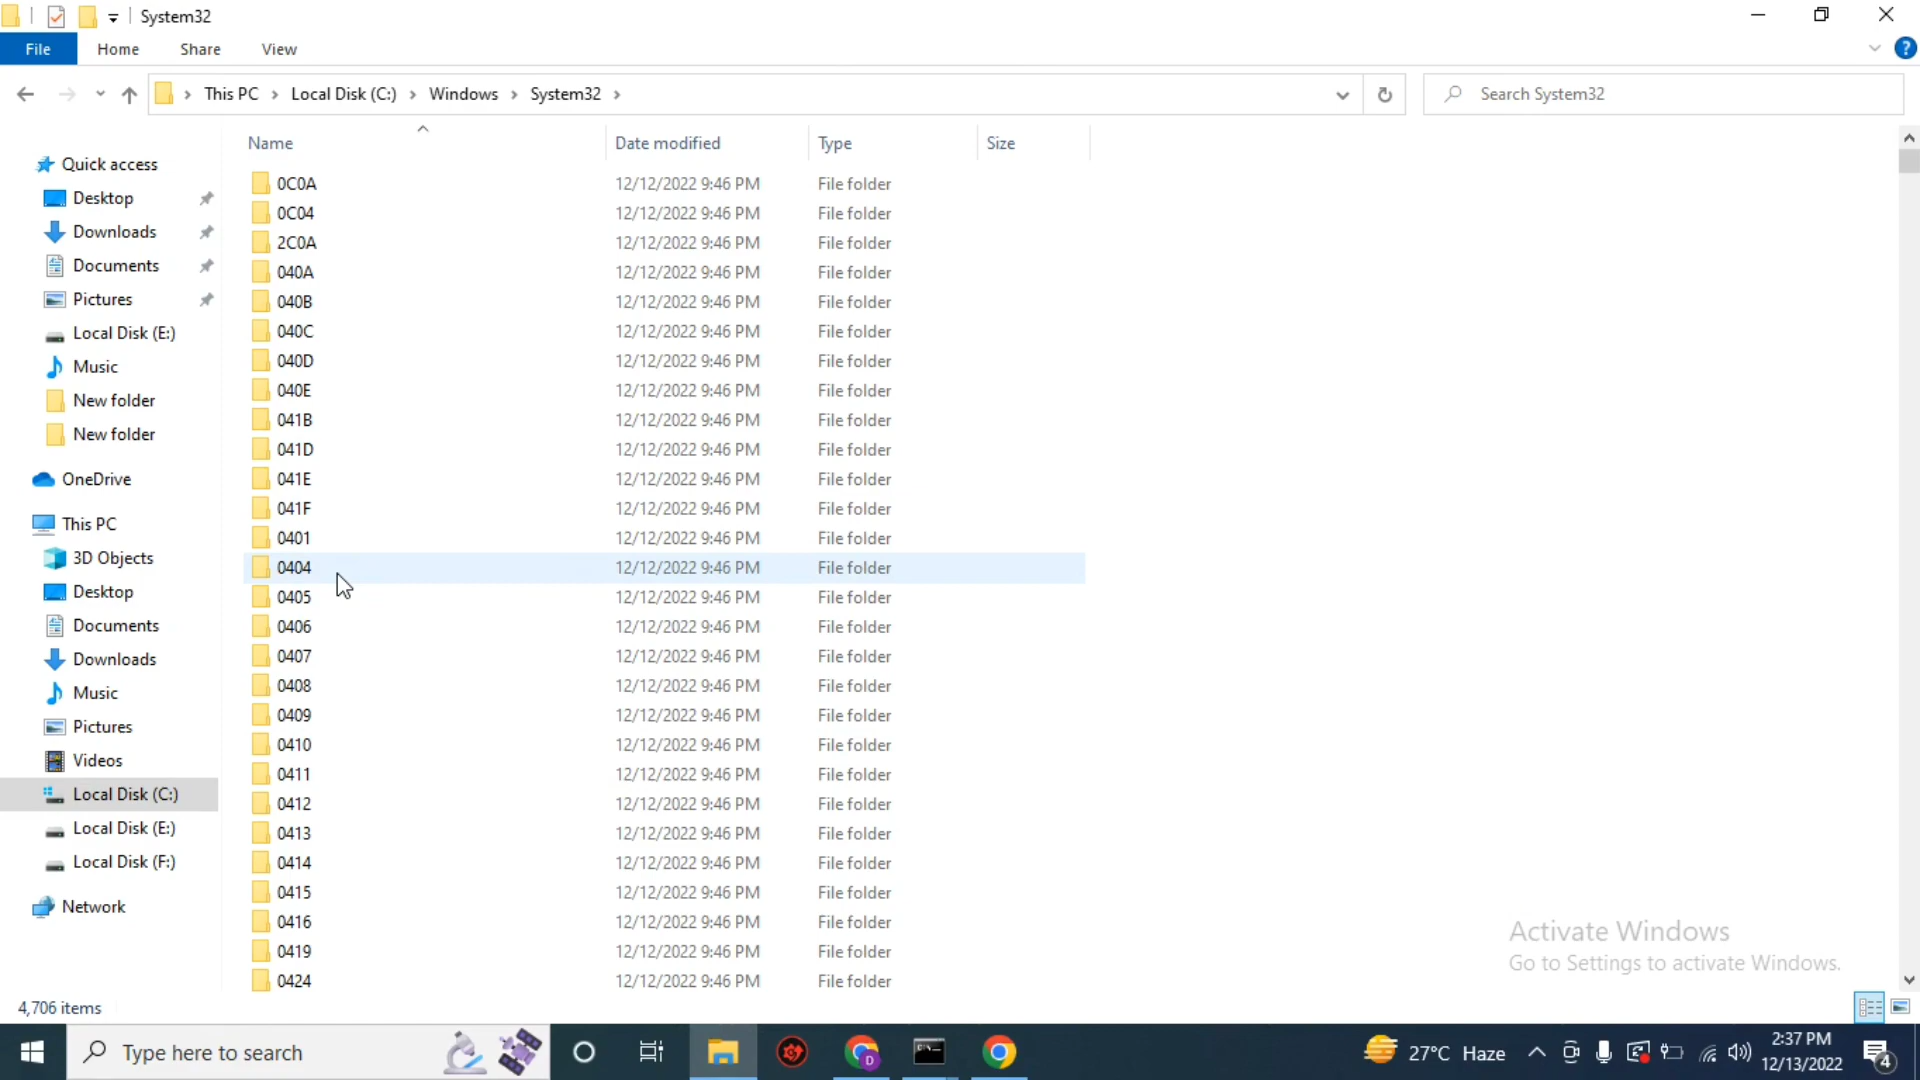 System32
File Home Share View
This PC Local Disk (C:) Windows System32
Search System32
Name Date modified Type Size
Quick access
Desktop
Downloads
Documents
Pictures
Local Disk (E:)
Music
New folder
New folder
OneDrive
This PC
3D Objects
Desktop
Documents
Downloads
Music
Pictures
Videos
Local Disk (C:)
Local Disk (E:)
Local Disk (F:)
Network
0C0A 12/12/2022 9:46 PM File folder
0C04 12/12/2022 9:46 PM File folder
2C0A 12/12/2022 9:46 PM File folder
040A 12/12/2022 9:46 PM File folder
040B 12/12/2022 9:46 PM File folder
040C 12/12/2022 9:46 PM File folder
040D 12/12/2022 9:46 PM File folder
040E 12/12/2022 9:46 PM File folder
041B 12/12/2022 9:46 PM File folder
041D 12/12/2022 9:46 PM File folder
041E 12/12/2022 9:46 PM File folder
041F 12/12/2022 9:46 PM File folder
0401 12/12/2022 9:46 PM File folder
0404 12/12/2022 9:46 PM File folder
0405 12/12/2022 9:46 PM File folder
0406 12/12/2022 9:46 PM File folder
0407 12/12/2022 9:46 PM File folder
0408 12/12/2022 9:46 PM File folder
0409 12/12/2022 9:46 PM File folder
0410 12/12/2022 9:46 PM File folder
0411 12/12/2022 9:46 PM File folder
0412 12/12/2022 9:46 PM File folder
0413 12/12/2022 9:46 PM File folder
0414 12/12/2022 9:46 PM File folder
0415 12/12/2022 9:46 PM File folder
0416 12/12/2022 9:46 PM File folder
0419 12/12/2022 9:46 PM File folder
0424 12/12/2022 9:46 PM File folder
Activate Windows
Go to Settings to activate Windows.
4,706 items
Type here to search
27°C Haze
2:37 PM
12/13/2022
4